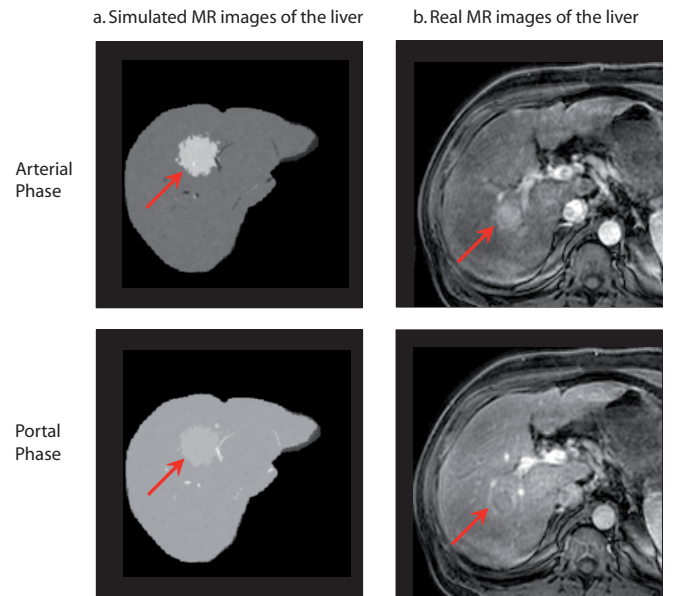 a. Simulated MR images of the liver
b. Real MR images of the liver
Arterial
Phase
Portal
Phase